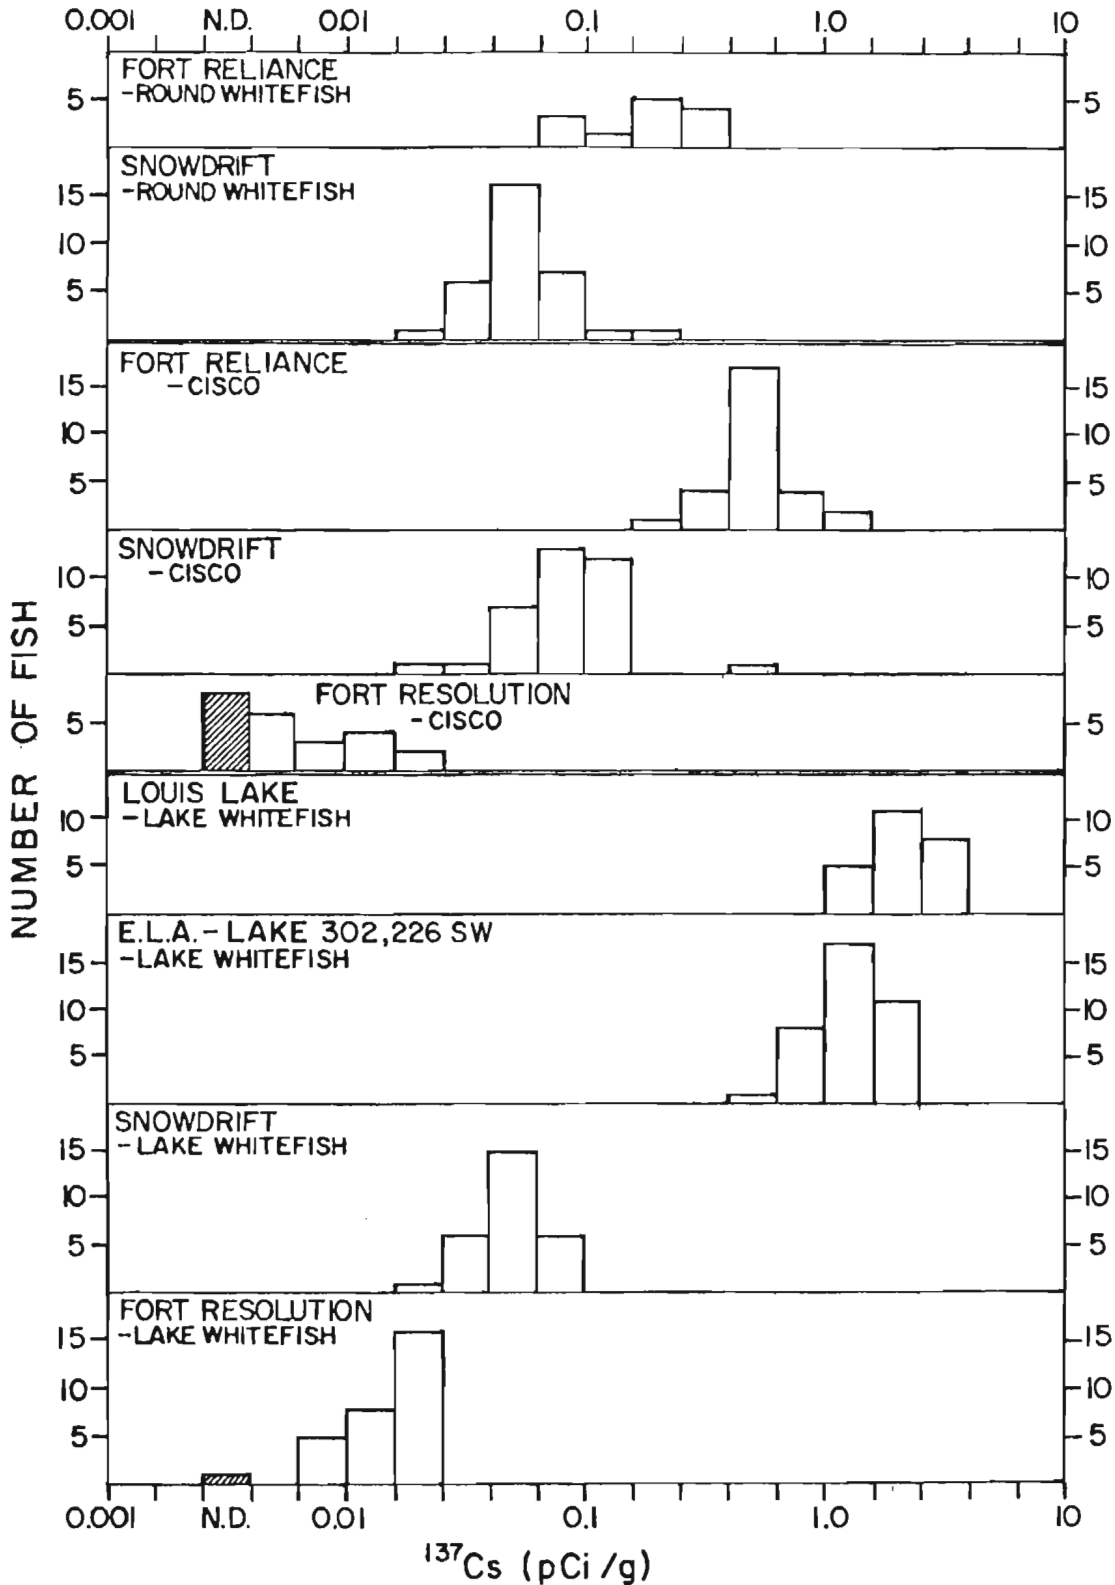 0.001 N.D. 0.01 0.1 1.0 10
FORT RELIANCE
-ROUND WHITEFISH
5 5
SNOWDRIFT
-ROUND WHITEFISH
15 15
10 10
5 5
FORT RELIANCE
-CISCO
15 15
10 10
5 5
SNOWDRIFT
-CISCO
10 10
5 5
FORT RESOLUTION
-CISCO
5 5
LOUIS LAKE
-LAKE WHITEFISH
10 10
5 5
E.L.A.-LAKE 302,226 SW
-LAKE WHITEFISH
15 15
10 10
5 5
SNOWDRIFT
-LAKE WHITEFISH
15 15
10 10
5 5
FORT RESOLUTION
-LAKE WHITEFISH
15 15
10 10
5 5
0.001 N.D. 0.01 0.1 1.0 10
137Cs (pCi/g)
NUMBER OF FISH